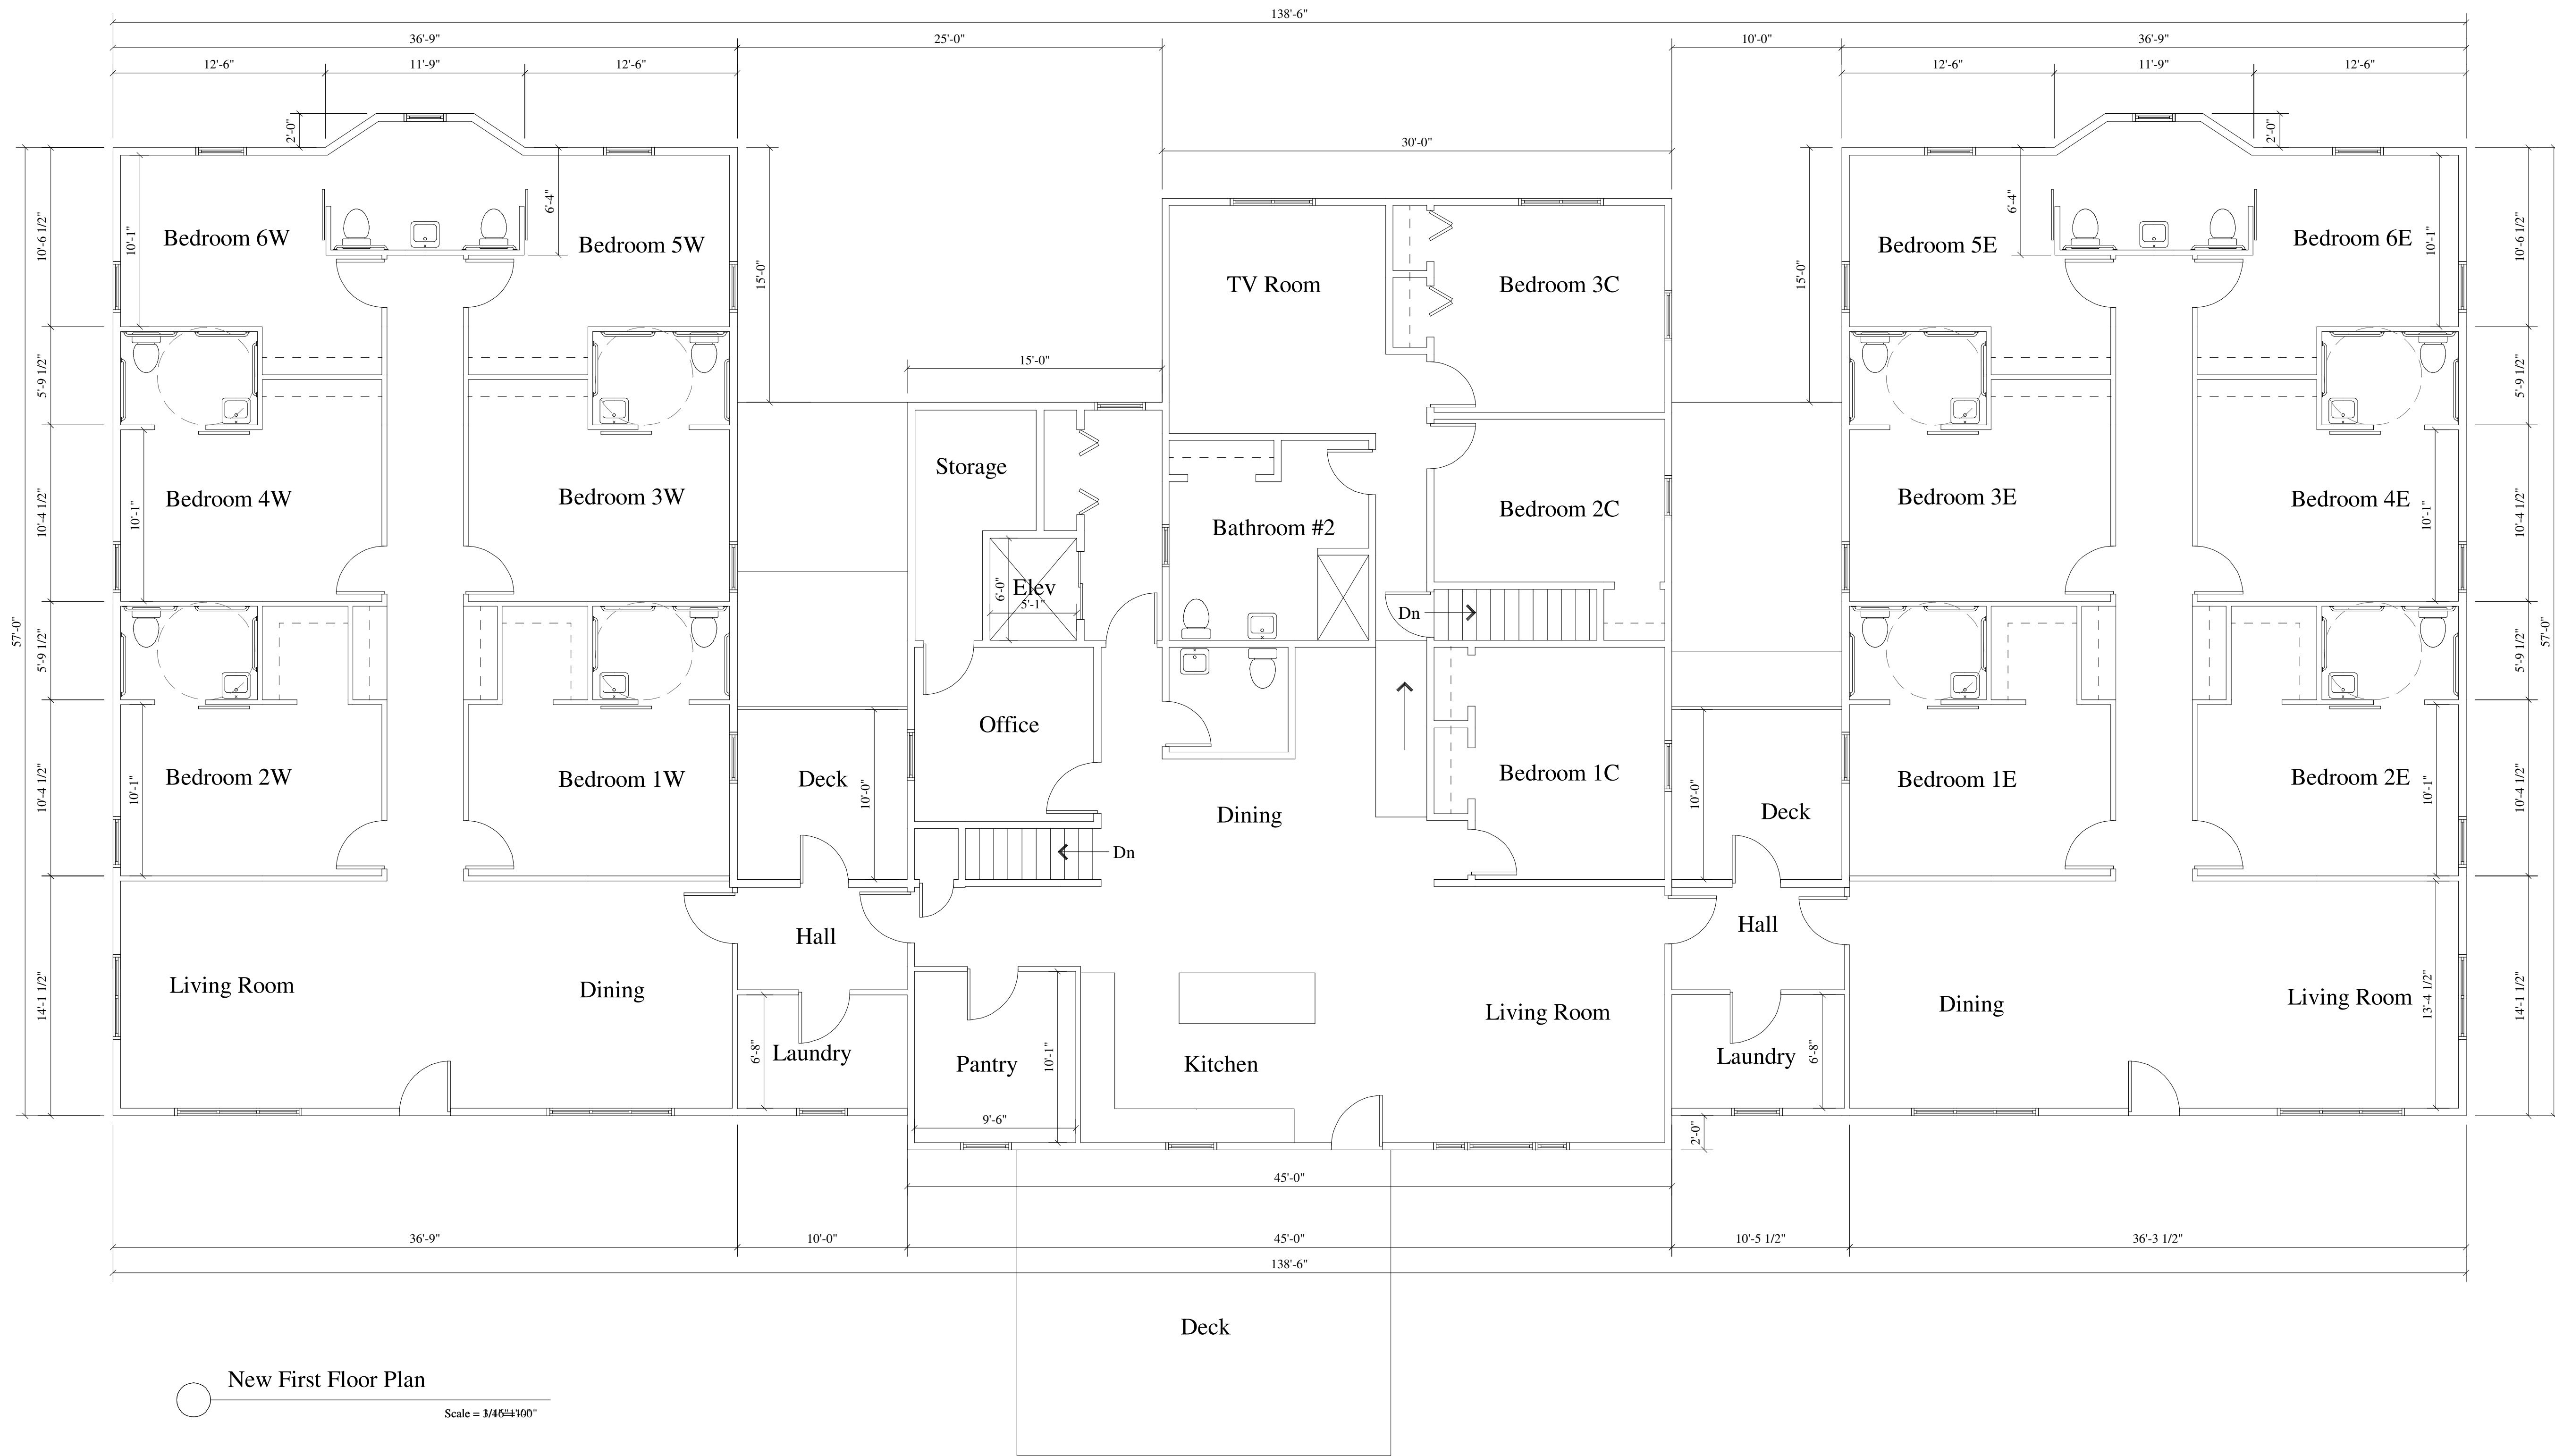 138'-6"
36'-9"
25'-0"
10'-0"
36'-9"
12'-6"
11'-9"
12'-6"
12'-6"
11'-9"
12'-6"
2'-0"
2'-0"
30'-0"
6'-4"
6'-4"
10'-6 1/2"
10'-1"
Bedroom 6W
Bedroom 5W
15'-0"
TV Room
Bedroom 3C
15'-0"
Bedroom 5E
Bedroom 6E
10'-1"
10'-6 1/2"
5'-9 1/2"
15'-0"
5'-9 1/2"
Storage
10'-4 1/2"
10'-1"
Bedroom 4W
Bedroom 3W
Bathroom #2
Bedroom 2C
Bedroom 3E
Bedroom 4E
10'-1"
10'-4 1/2"
6'-0"
Elev
5'-1"
Dn
57'-0"
5'-9 1/2"
5'-9 1/2"
57'-0"
Office
10'-4 1/2"
10'-1"
Bedroom 2W
Bedroom 1W
Deck
10'-0"
Dining
Bedroom 1C
10'-0"
Deck
Bedroom 1E
Bedroom 2E
10'-1"
10'-4 1/2"
Dn
Hall
Hall
14'-1 1/2"
Living Room
Dining
Living Room
Dining
Living Room
13'-4 1/2"
14'-1 1/2"
6'-8"
Laundry
Pantry
10'-1"
Kitchen
Laundry
6'-8"
9'-6"
2'-0"
45'-0"
36'-9"
10'-0"
45'-0"
10'-5 1/2"
36'-3 1/2"
138'-6"
Deck
New First Floor Plan
Scale =